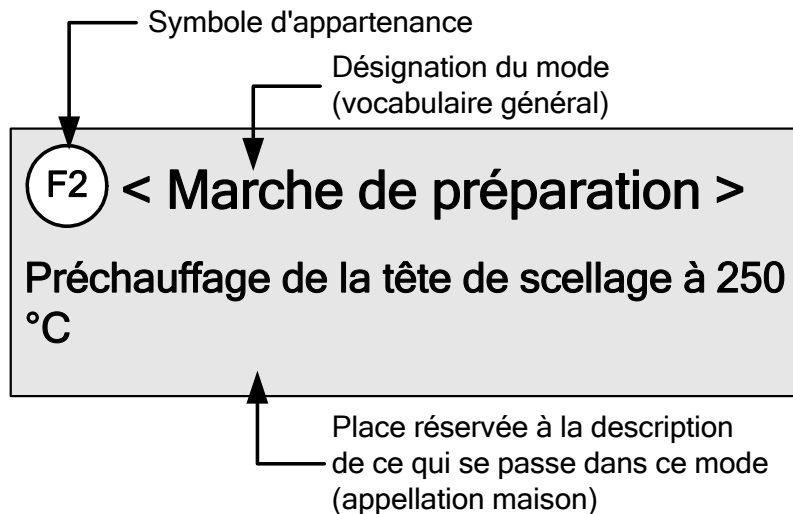 Symbole d'appartenance
Désignation du mode
(vocabulaire général)
F2 < Marche de préparation >
Préchauffage de la tête de scellage à 250
°C
Place réservée à la description
de ce qui se passe dans ce mode
(appellation maison)